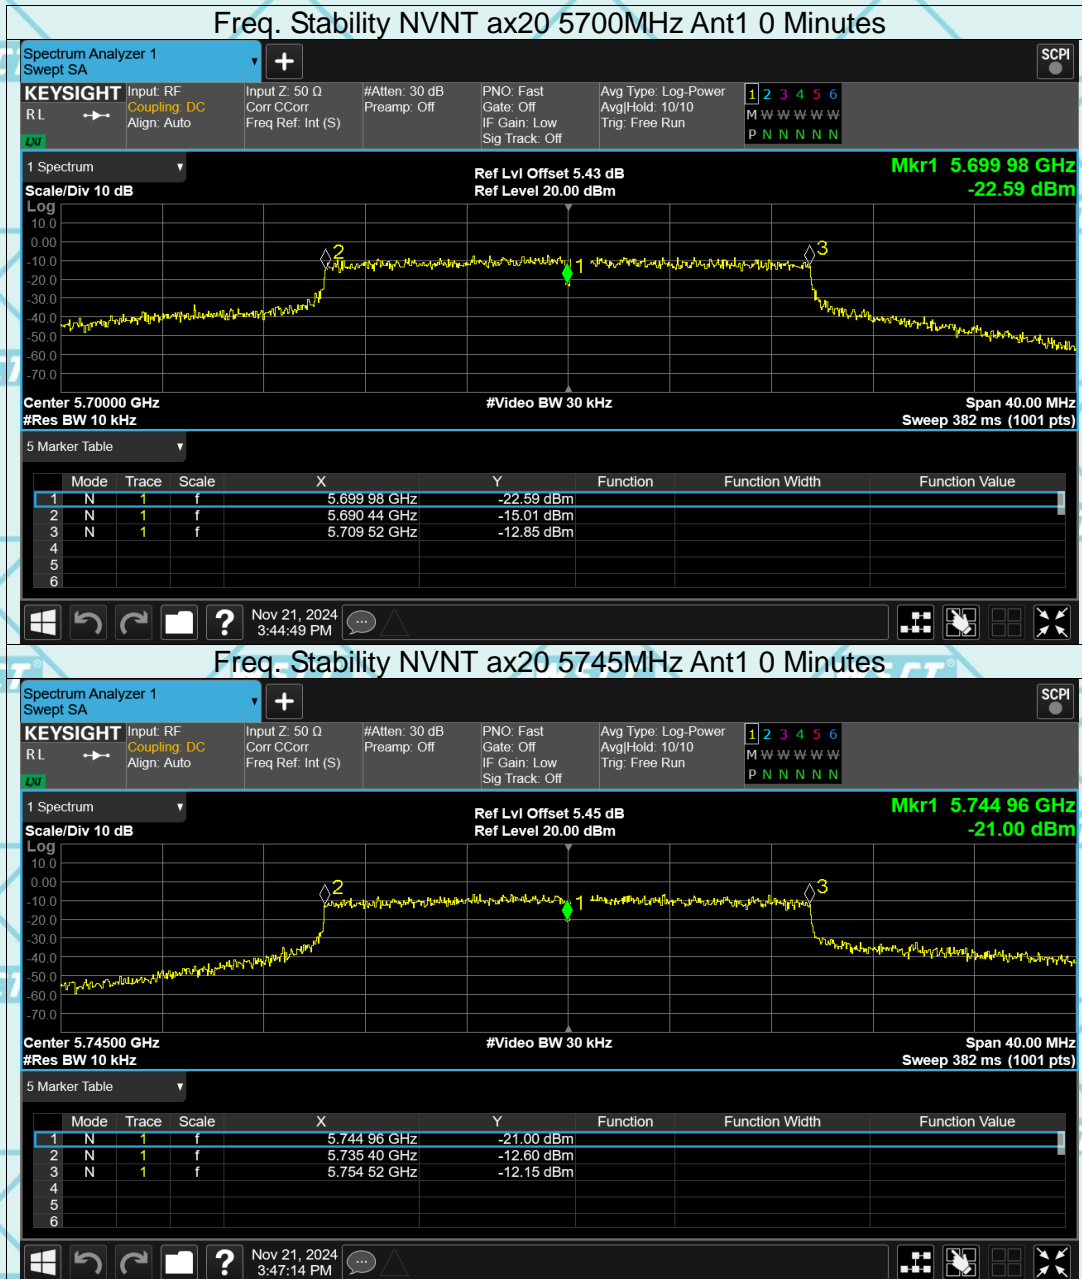 Freq. Stability NVNT ax20 5700MHz Ant1 0 Minutes
Spectrum Analyzer 1
Swept SA
+
SCPI
KEYSIGHT Input: RF Input Z: 50 Ω #Atten: 30 dB PNO: Fast Avg Type: Log-Power 1 2 3 4 5 6
RL Coupling: DC Corr CCorr Preamp: Off Gate: Off Avg|Hold: 10/10 M W W W W W
Align: Auto Freq Ref: Int (S) IF Gain: Low Trig: Free Run
LXI Sig Track: Off P N N N N N
1 Spectrum
Ref Lvl Offset 5.43 dB
Mkr1 5.699 98 GHz
Scale/Div 10 dB
Ref Level 20.00 dBm
-22.59 dBm
Log
10.0
0.00
-10.0
-20.0
-30.0
-40.0
-50.0
-60.0
-70.0
2
1
3
Center 5.70000 GHz #Video BW 30 kHz Span 40.00 MHz
#Res BW 10 kHz Sweep 382 ms (1001 pts)
5 Marker Table
Mode Trace Scale X Y Function Function Width Function Value
1 N 1 f 5.699 98 GHz -22.59 dBm
2 N 1 f 5.690 44 GHz -15.01 dBm
3 N 1 f 5.709 52 GHz -12.85 dBm
4
5
6
? Nov 21, 2024
3:44:49 PM
Freq. Stability NVNT ax20 5745MHz Ant1 0 Minutes
Spectrum Analyzer 1
Swept SA
+
SCPI
KEYSIGHT Input: RF Input Z: 50 Ω #Atten: 30 dB PNO: Fast Avg Type: Log-Power 1 2 3 4 5 6
RL Coupling: DC Corr CCorr Preamp: Off Gate: Off Avg|Hold: 10/10 M W W W W W
Align: Auto Freq Ref: Int (S) IF Gain: Low Trig: Free Run
LXI Sig Track: Off P N N N N N
1 Spectrum
Ref Lvl Offset 5.45 dB
Mkr1 5.744 96 GHz
Scale/Div 10 dB
Ref Level 20.00 dBm
-21.00 dBm
Log
10.0
0.00
-10.0
-20.0
-30.0
-40.0
-50.0
-60.0
-70.0
2
1
3
Center 5.74500 GHz #Video BW 30 kHz Span 40.00 MHz
#Res BW 10 kHz Sweep 382 ms (1001 pts)
5 Marker Table
Mode Trace Scale X Y Function Function Width Function Value
1 N 1 f 5.744 96 GHz -21.00 dBm
2 N 1 f 5.735 40 GHz -12.60 dBm
3 N 1 f 5.754 52 GHz -12.15 dBm
4
5
6
? Nov 21, 2024
3:47:14 PM